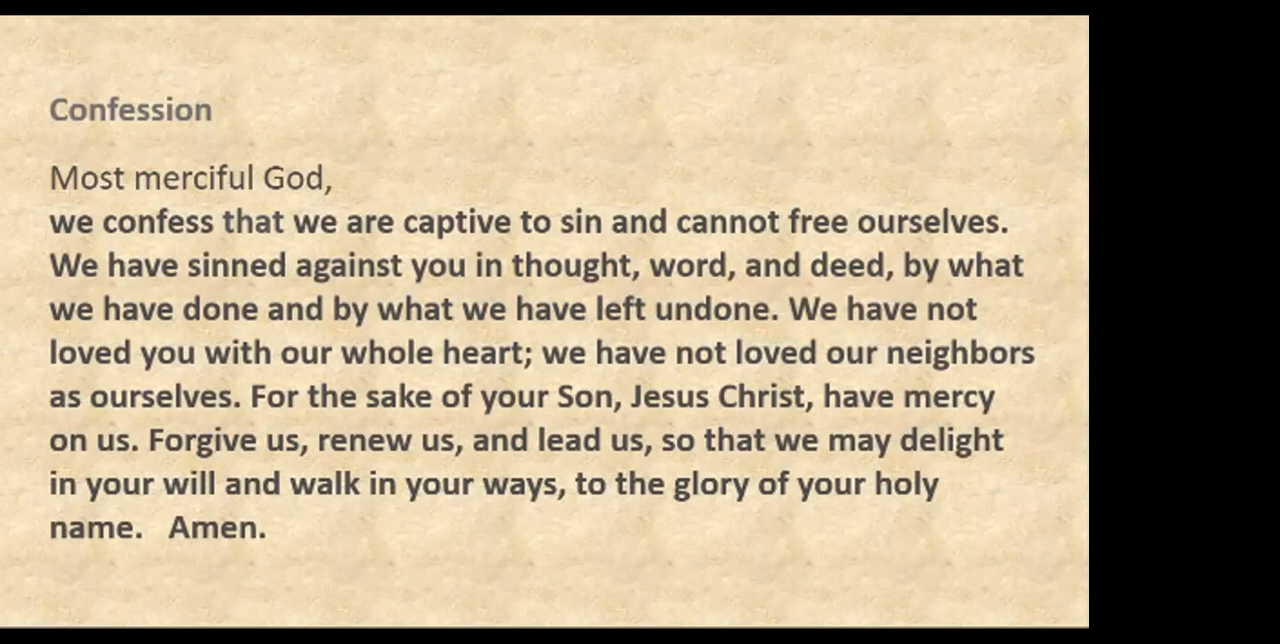 Confession
Most merciful God,
we confess that we are captive to sin and cannot free ourselves.
We have sinned against you in thought, word, and deed, by what
we have done and by what we have left undone. We have not
loved you with our whole heart; we have not loved our neighbors
as ourselves. For the sake of your Son, Jesus Christ, have mercy
on us. Forgive us, renew us, and lead us, so that we may delight
in your will and walk in your ways, to the glory of your holy
name.   Amen.